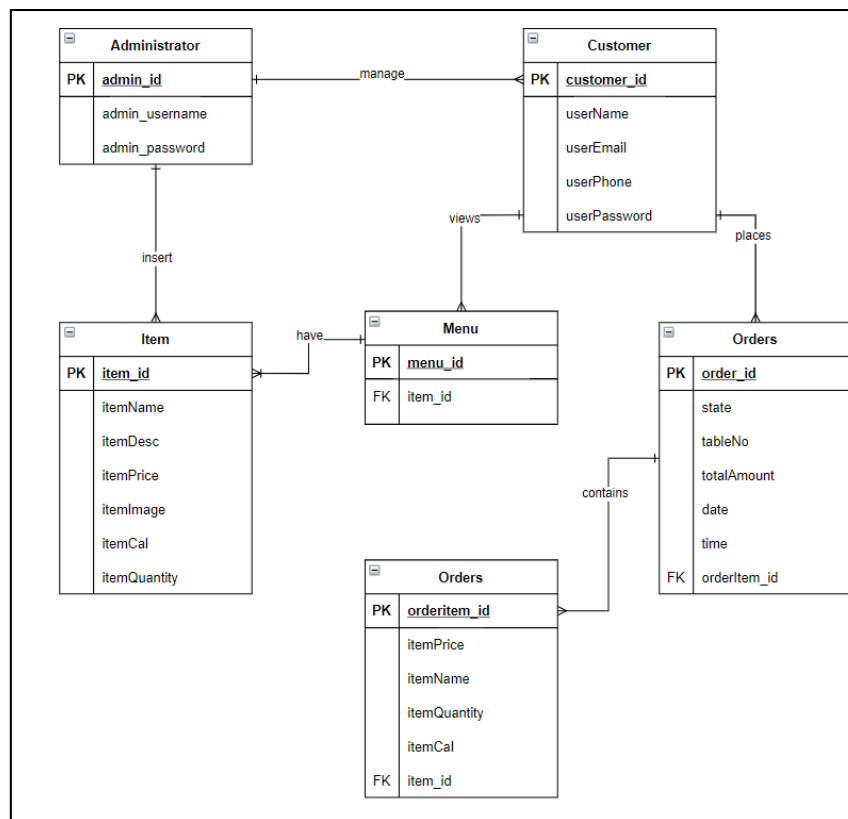 Administrator
PK admin_id
admin_username
admin_password
manage
Customer
PK customer_id
userName
userEmail
userPhone
userPassword
views
places
insert
Item
PK item_id
itemName
itemDesc
itemPrice
itemImage
itemCal
itemQuantity
have
Menu
PK menu_id
FK item_id
Orders
PK order_id
state
tableNo
totalAmount
date
time
FK orderItem_id
contains
Orders
PK orderitem_id
itemPrice
itemName
itemQuantity
itemCal
FK item_id